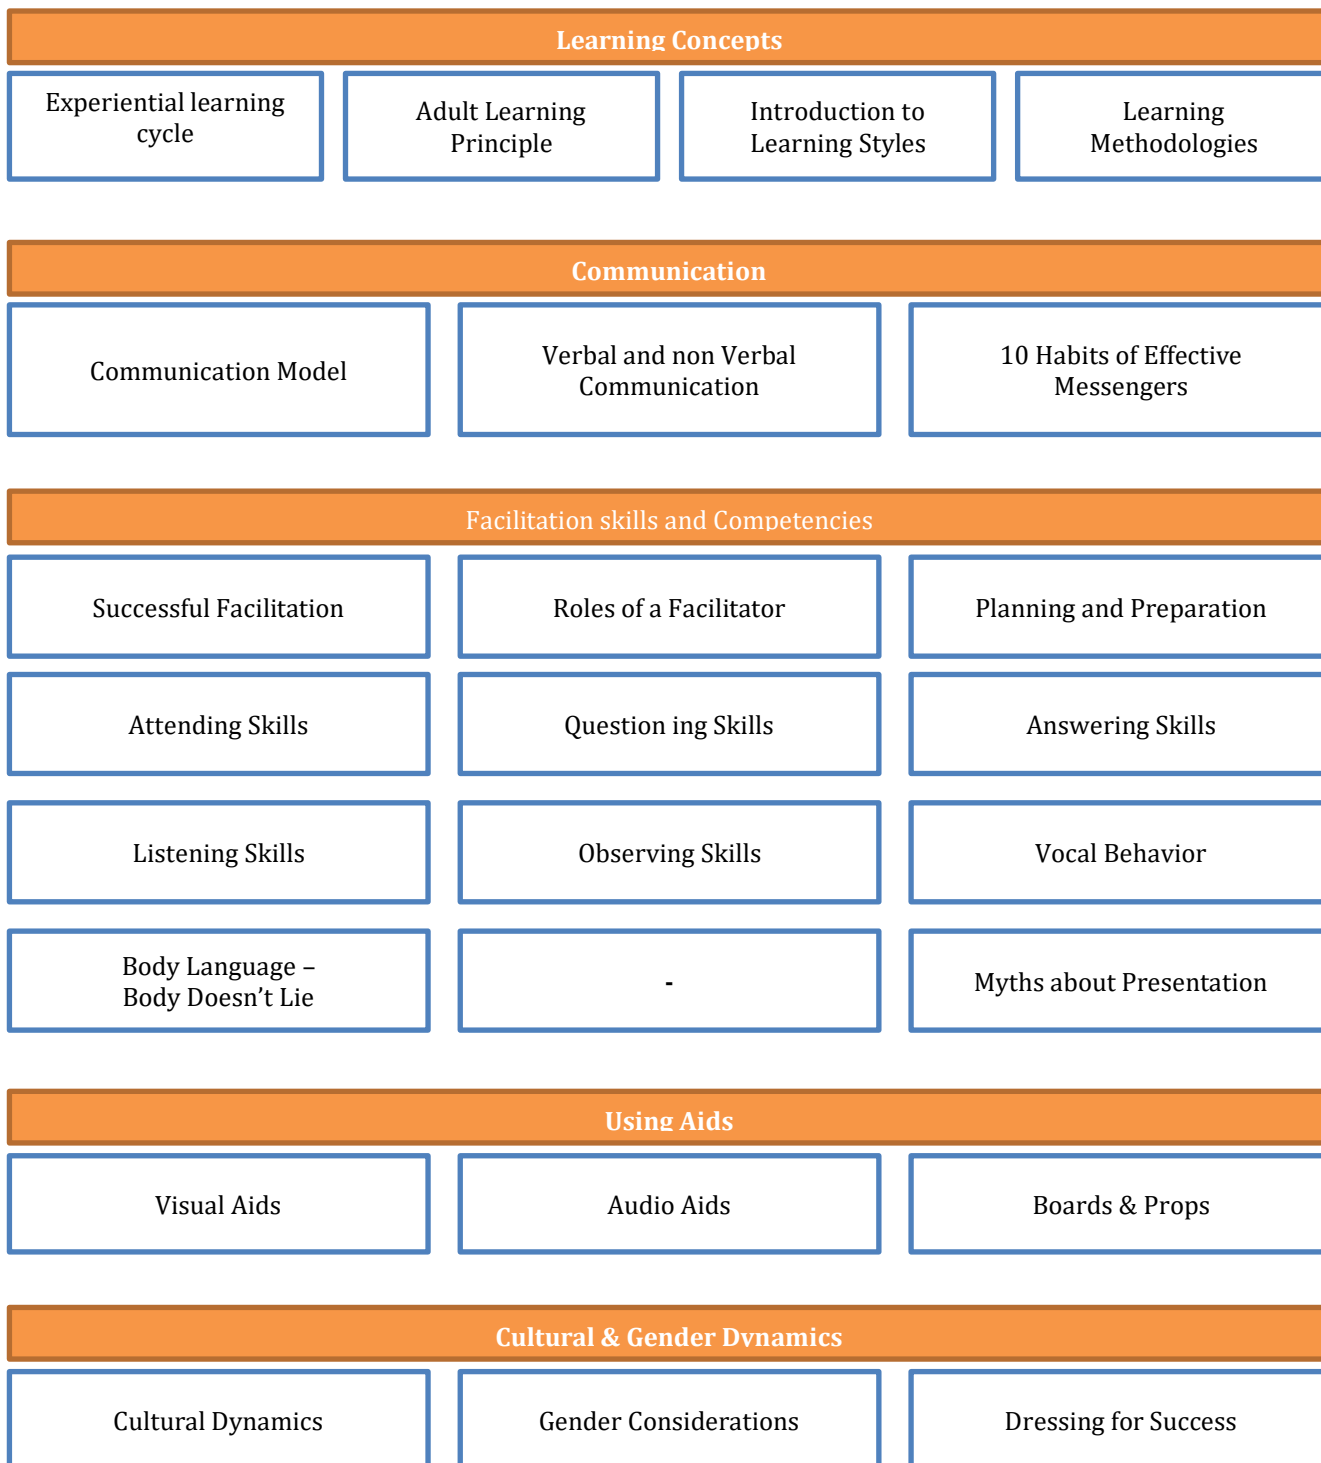 Learning Concepts
Experiential learning
cycle
Adult Learning
Principle
Introduction to
Learning Styles
Learning
Methodologies
Communication
Communication Model
Verbal and non Verbal
Communication
10 Habits of Effective
Messengers
Facilitation skills and Competencies
Successful Facilitation
Roles of a Facilitator
Planning and Preparation
Attending Skills
Question ing Skills
Answering Skills
Listening Skills
Observing Skills
Vocal Behavior
Body Language –
Body Doesn’t Lie
-
Myths about Presentation
Using Aids
Visual Aids
Audio Aids
Boards & Props
Cultural & Gender Dynamics
Cultural Dynamics
Gender Considerations
Dressing for Success